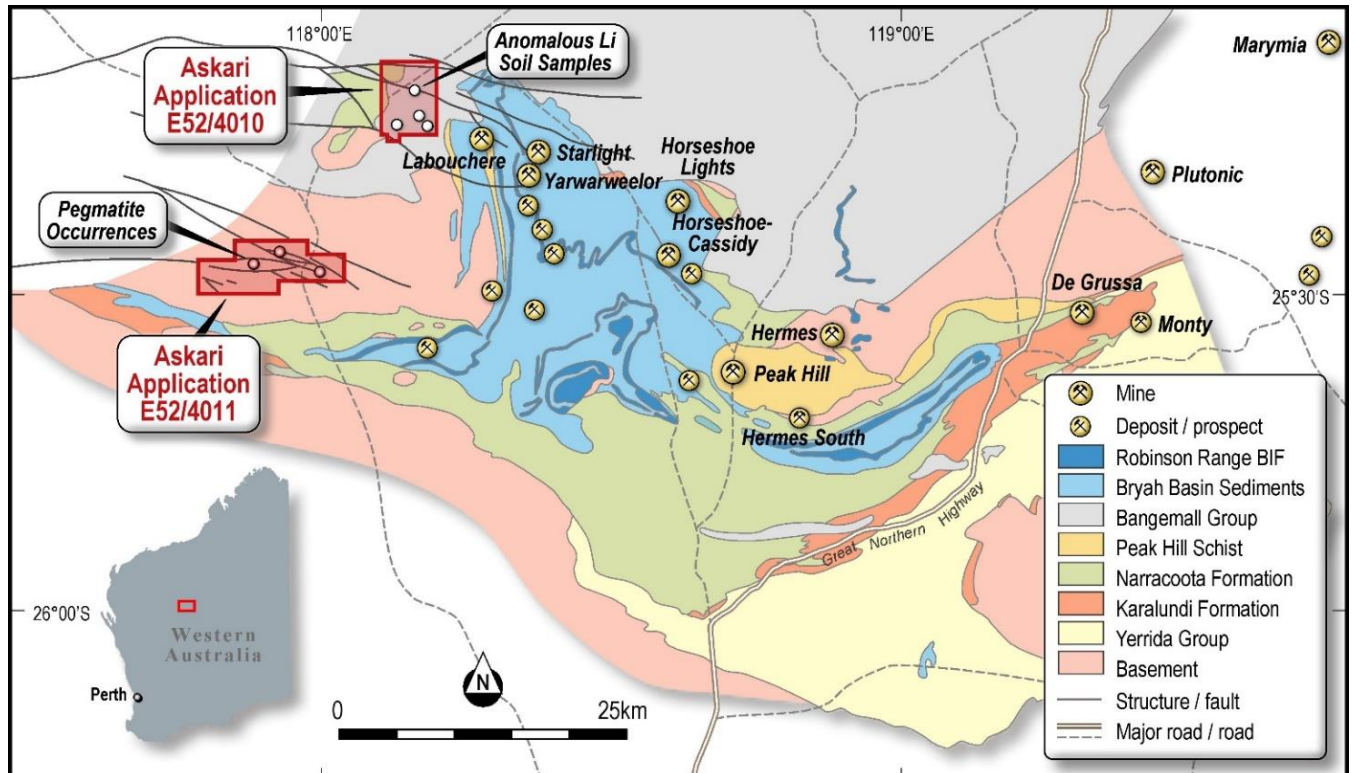 118°00'E
119°00'E
Anomalous Li
Soil Samples
Marymia
Askari
Application
E52/4010
Labouchere
Starlight
Yarwarweelor
Horseshoe
Lights
Plutonic
Pegmatite
Occurrences
Horseshoe-
Cassidy
De Grussa
25°30'S
Hermes
Monty
Askari
Application
E52/4011
Peak Hill
Hermes South
Mine
Deposit / prospect
Robinson Range BIF
Bryah Basin Sediments
Bangemall Group
Peak Hill Schist
Narracoota Formation
Karalundi Formation
Yerrida Group
Basement
Structure / fault
Major road / road
Great Northern Highway
26°00'S
Western
Australia
Perth
N
0
25km